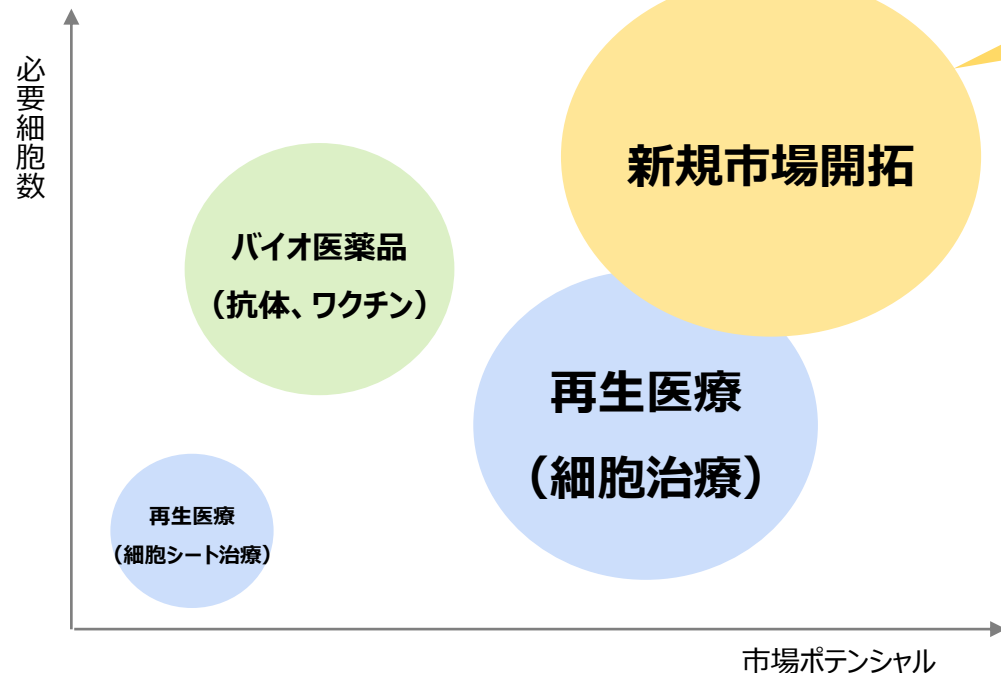 必要細胞数
新規市場開拓
バイオ医薬品
（抗体、ワクチン）
再生医療
（細胞治療）
再生医療
（細胞シート治療）
市場ポテンシャル